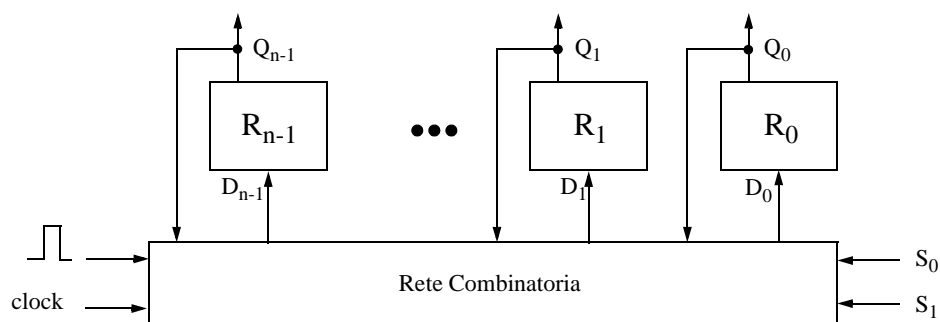 Qn-1
Q1
Q0
Rn-1
R1
R0
Dn-1
D1
D0
S0
Rete Combinatoria
clock
S1